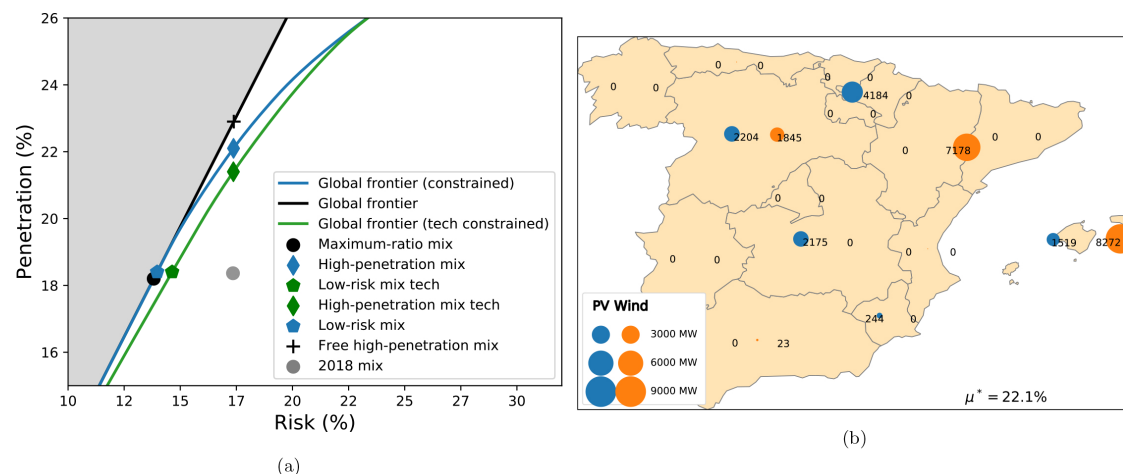 26
24
22
20
18
16
Penetration (%)
10
12
15
17
20
22
25
27
30
Risk (%)
Global frontier (constrained)
Global frontier
Global frontier (tech constrained)
Maximum-ratio mix
High-penetration mix
Low-risk mix tech
High-penetration mix tech
Low-risk mix
Free high-penetration mix
2018 mix
(a)
0 0
0 0
0 0
4184 0
0 0
2204 1845
7178
0
0 0
0 0
2175 0
0 0
0 0
1519 8272
244 0
0 23
PV Wind
3000 MW
6000 MW
9000 MW
μ* = 22.1%
(b)